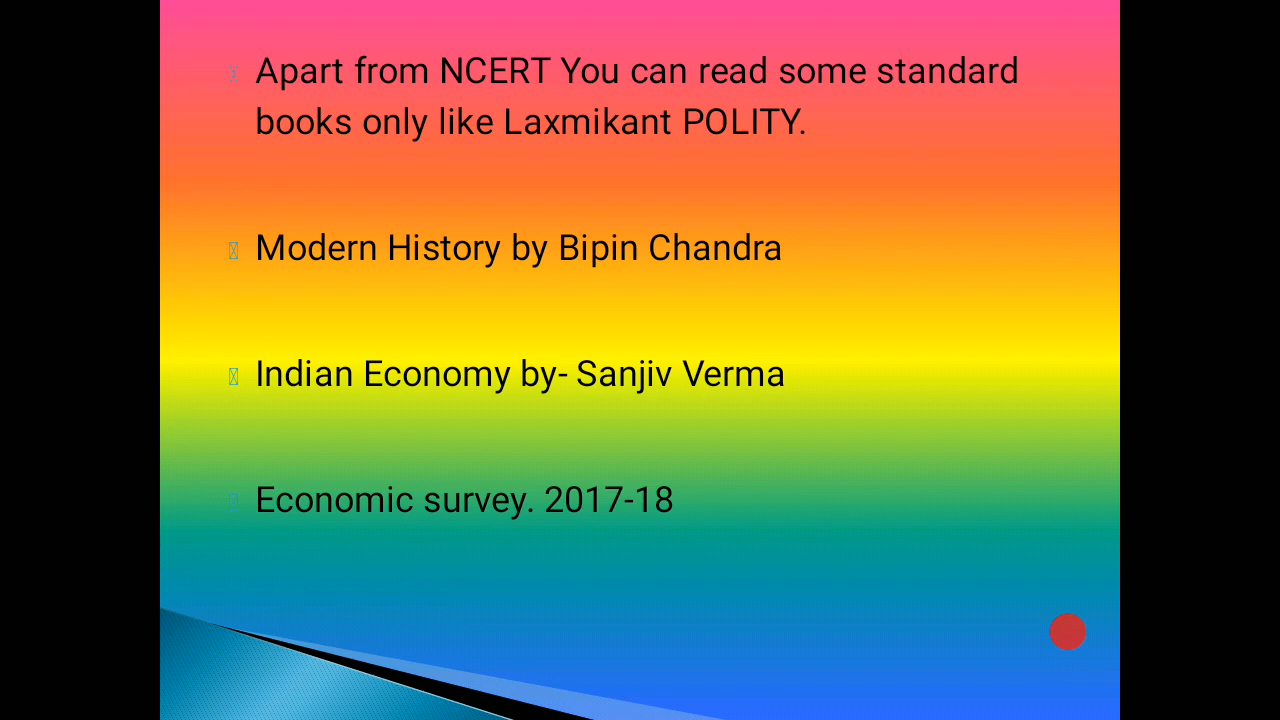 Apart from NCERT You can read some standard
books only like Laxmikant POLITY.
Modern History by Bipin Chandra
Indian Economy by- Sanjiv Verma
Economic survey. 2017-18